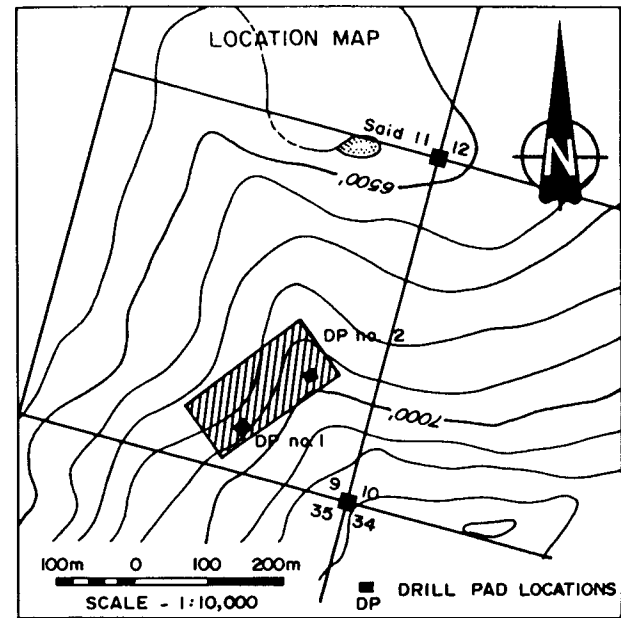 LOCATION MAP
Said 11 12
N
6500'
DP no. 2
7000'
DP no. 1
9 10
35 34
100m 0 100 200m
SCALE - 1:10,000
DRILL PAD LOCATIONS
DP